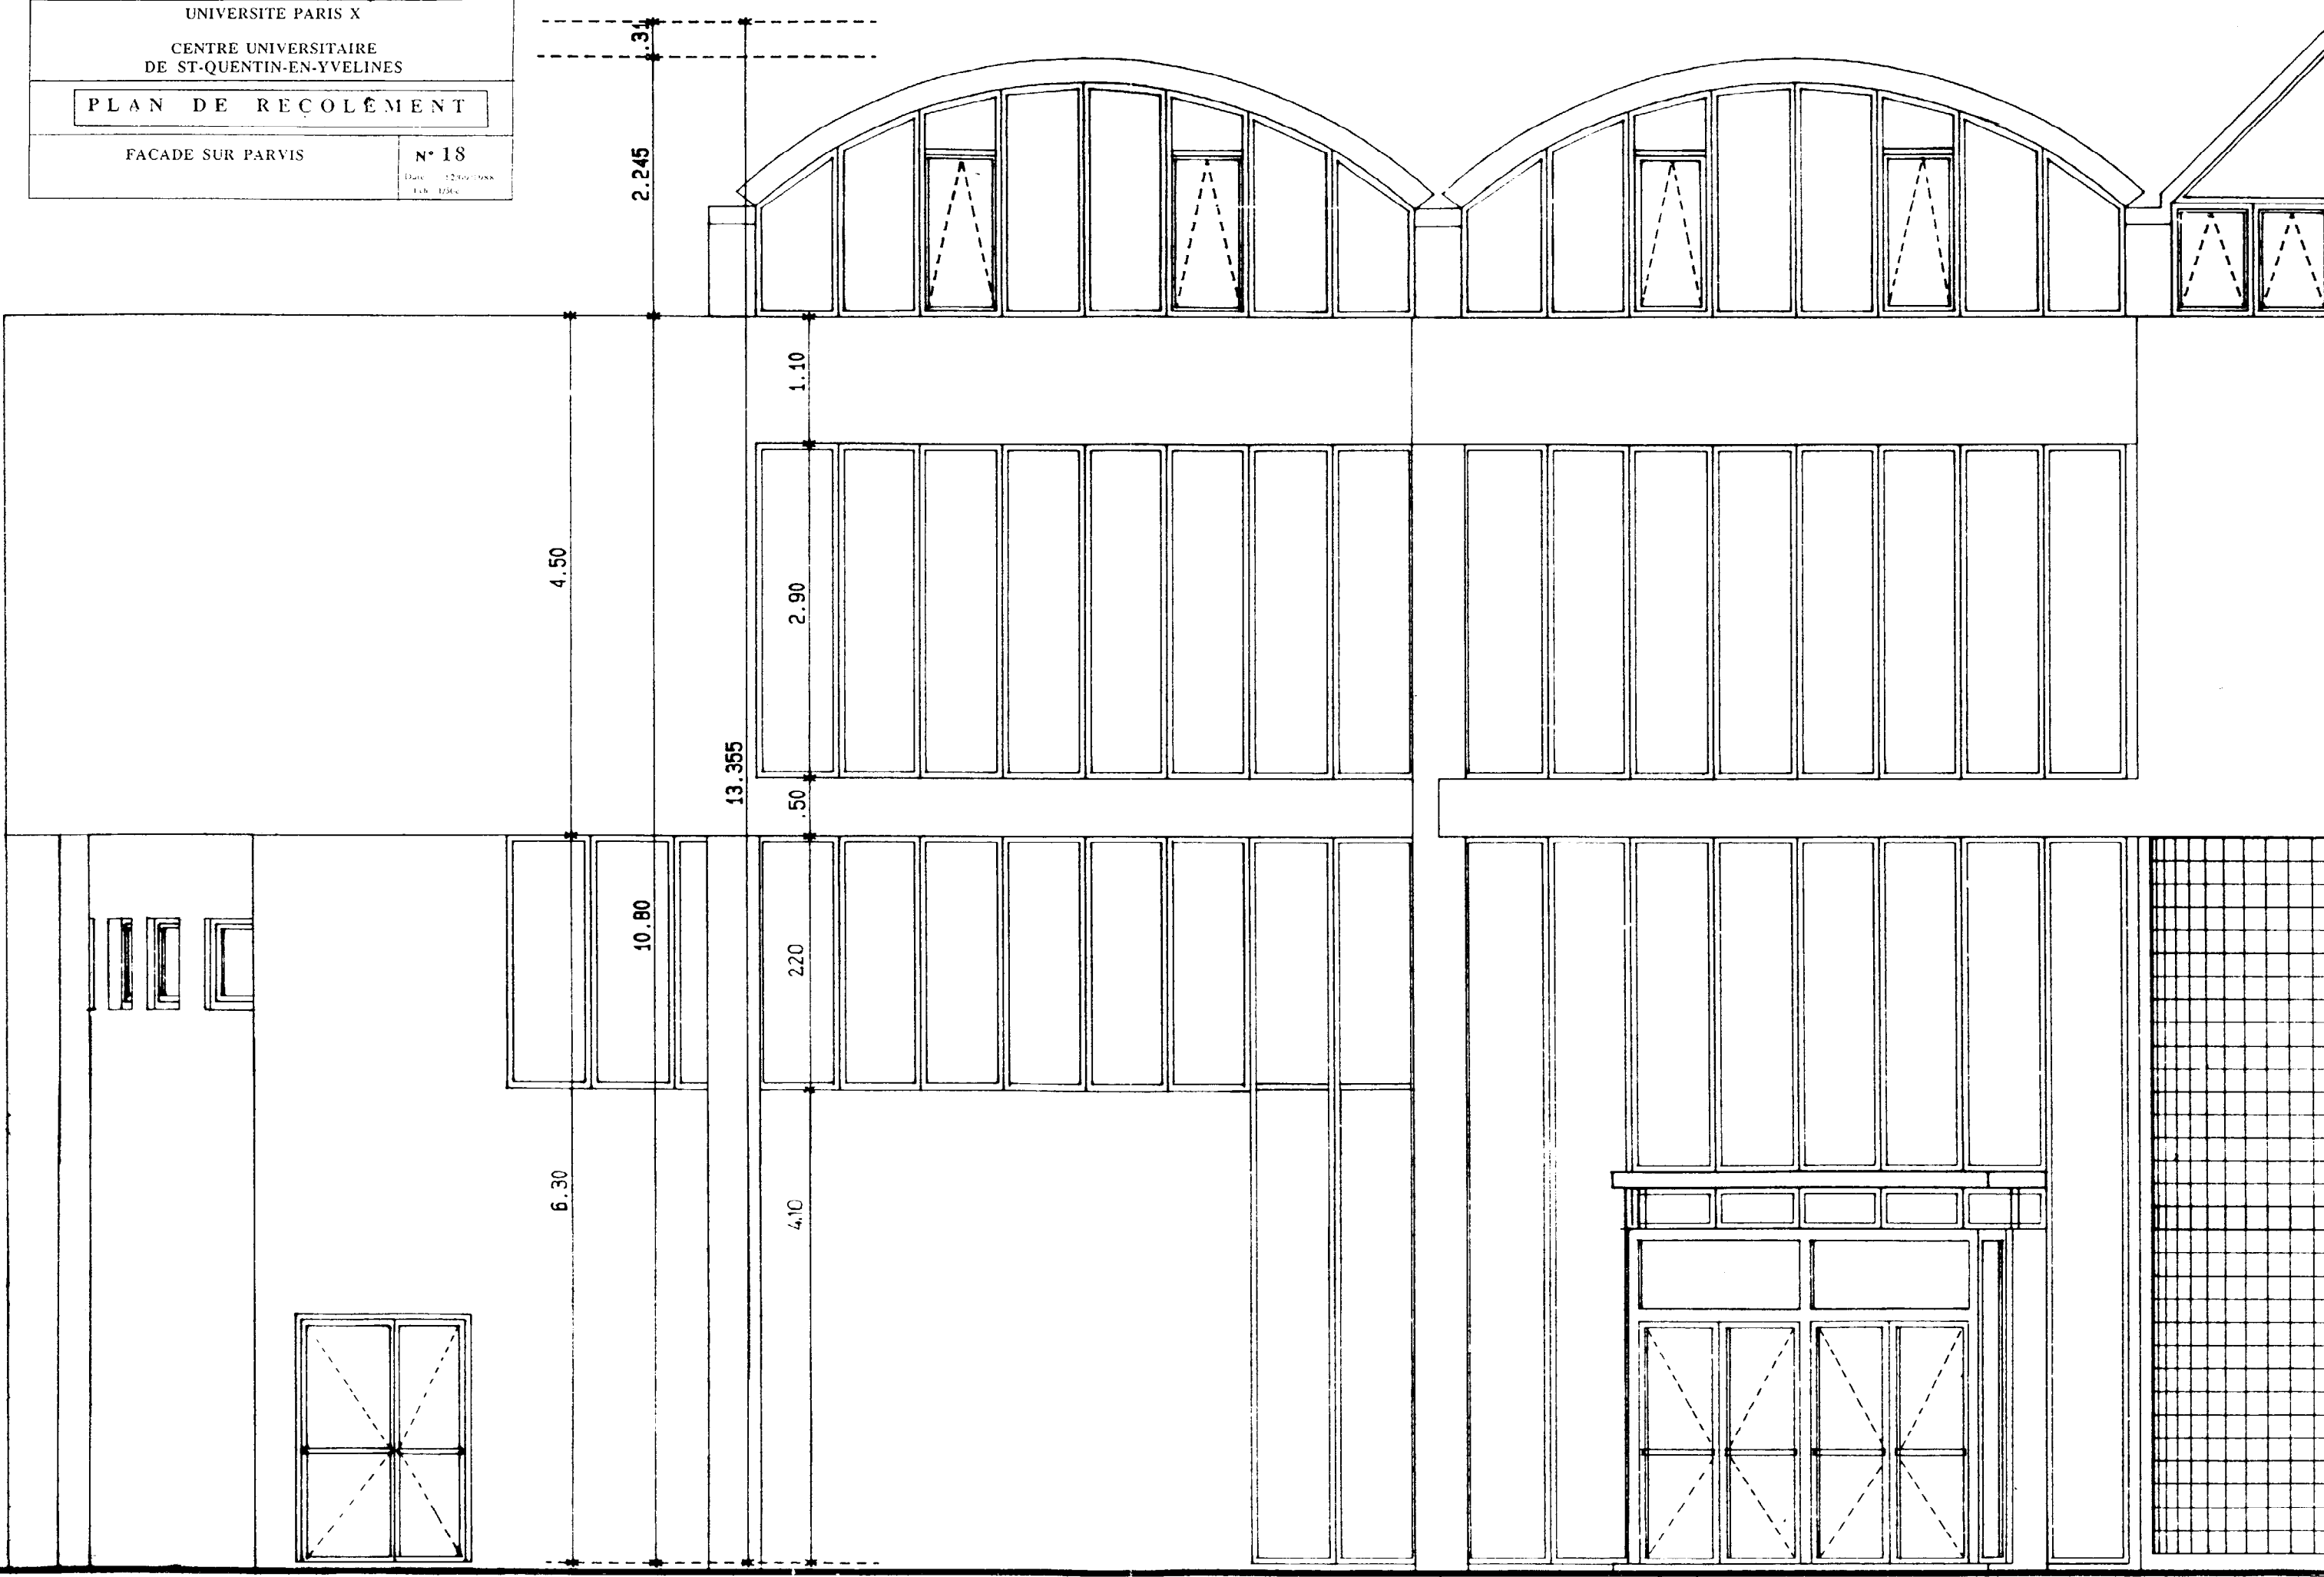 UNIVERSITE PARIS X
CENTRE UNIVERSITAIRE
DE ST-QUENTIN-EN-YVELINES
PLAN DE RECOLEMENT
FACADE SUR PARVIS
N° 18
.31
2.245
1.10
4.50
2.90
13.355
.50
10.80
220
6.30
4.10